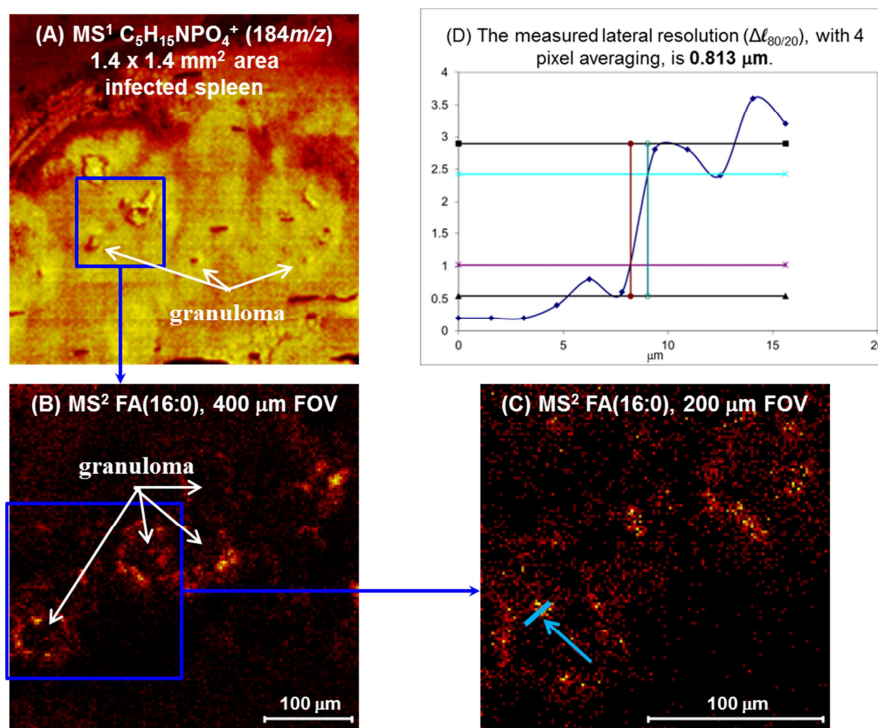 (A) MS¹ C₅H₁₅NPO₄⁺ (184m/z)
1.4 x 1.4 mm² area
infected spleen
granuloma
(D) The measured lateral resolution (Δℓ₈₀/₂₀), with 4
pixel averaging, is 0.813 μm.
4
3.5
3
2.5
2
1.5
1
0.5
0
0 5 10 15 20
μm
(B) MS² FA(16:0), 400 μm FOV
granuloma
100 μm
(C) MS² FA(16:0), 200 μm FOV
100 μm